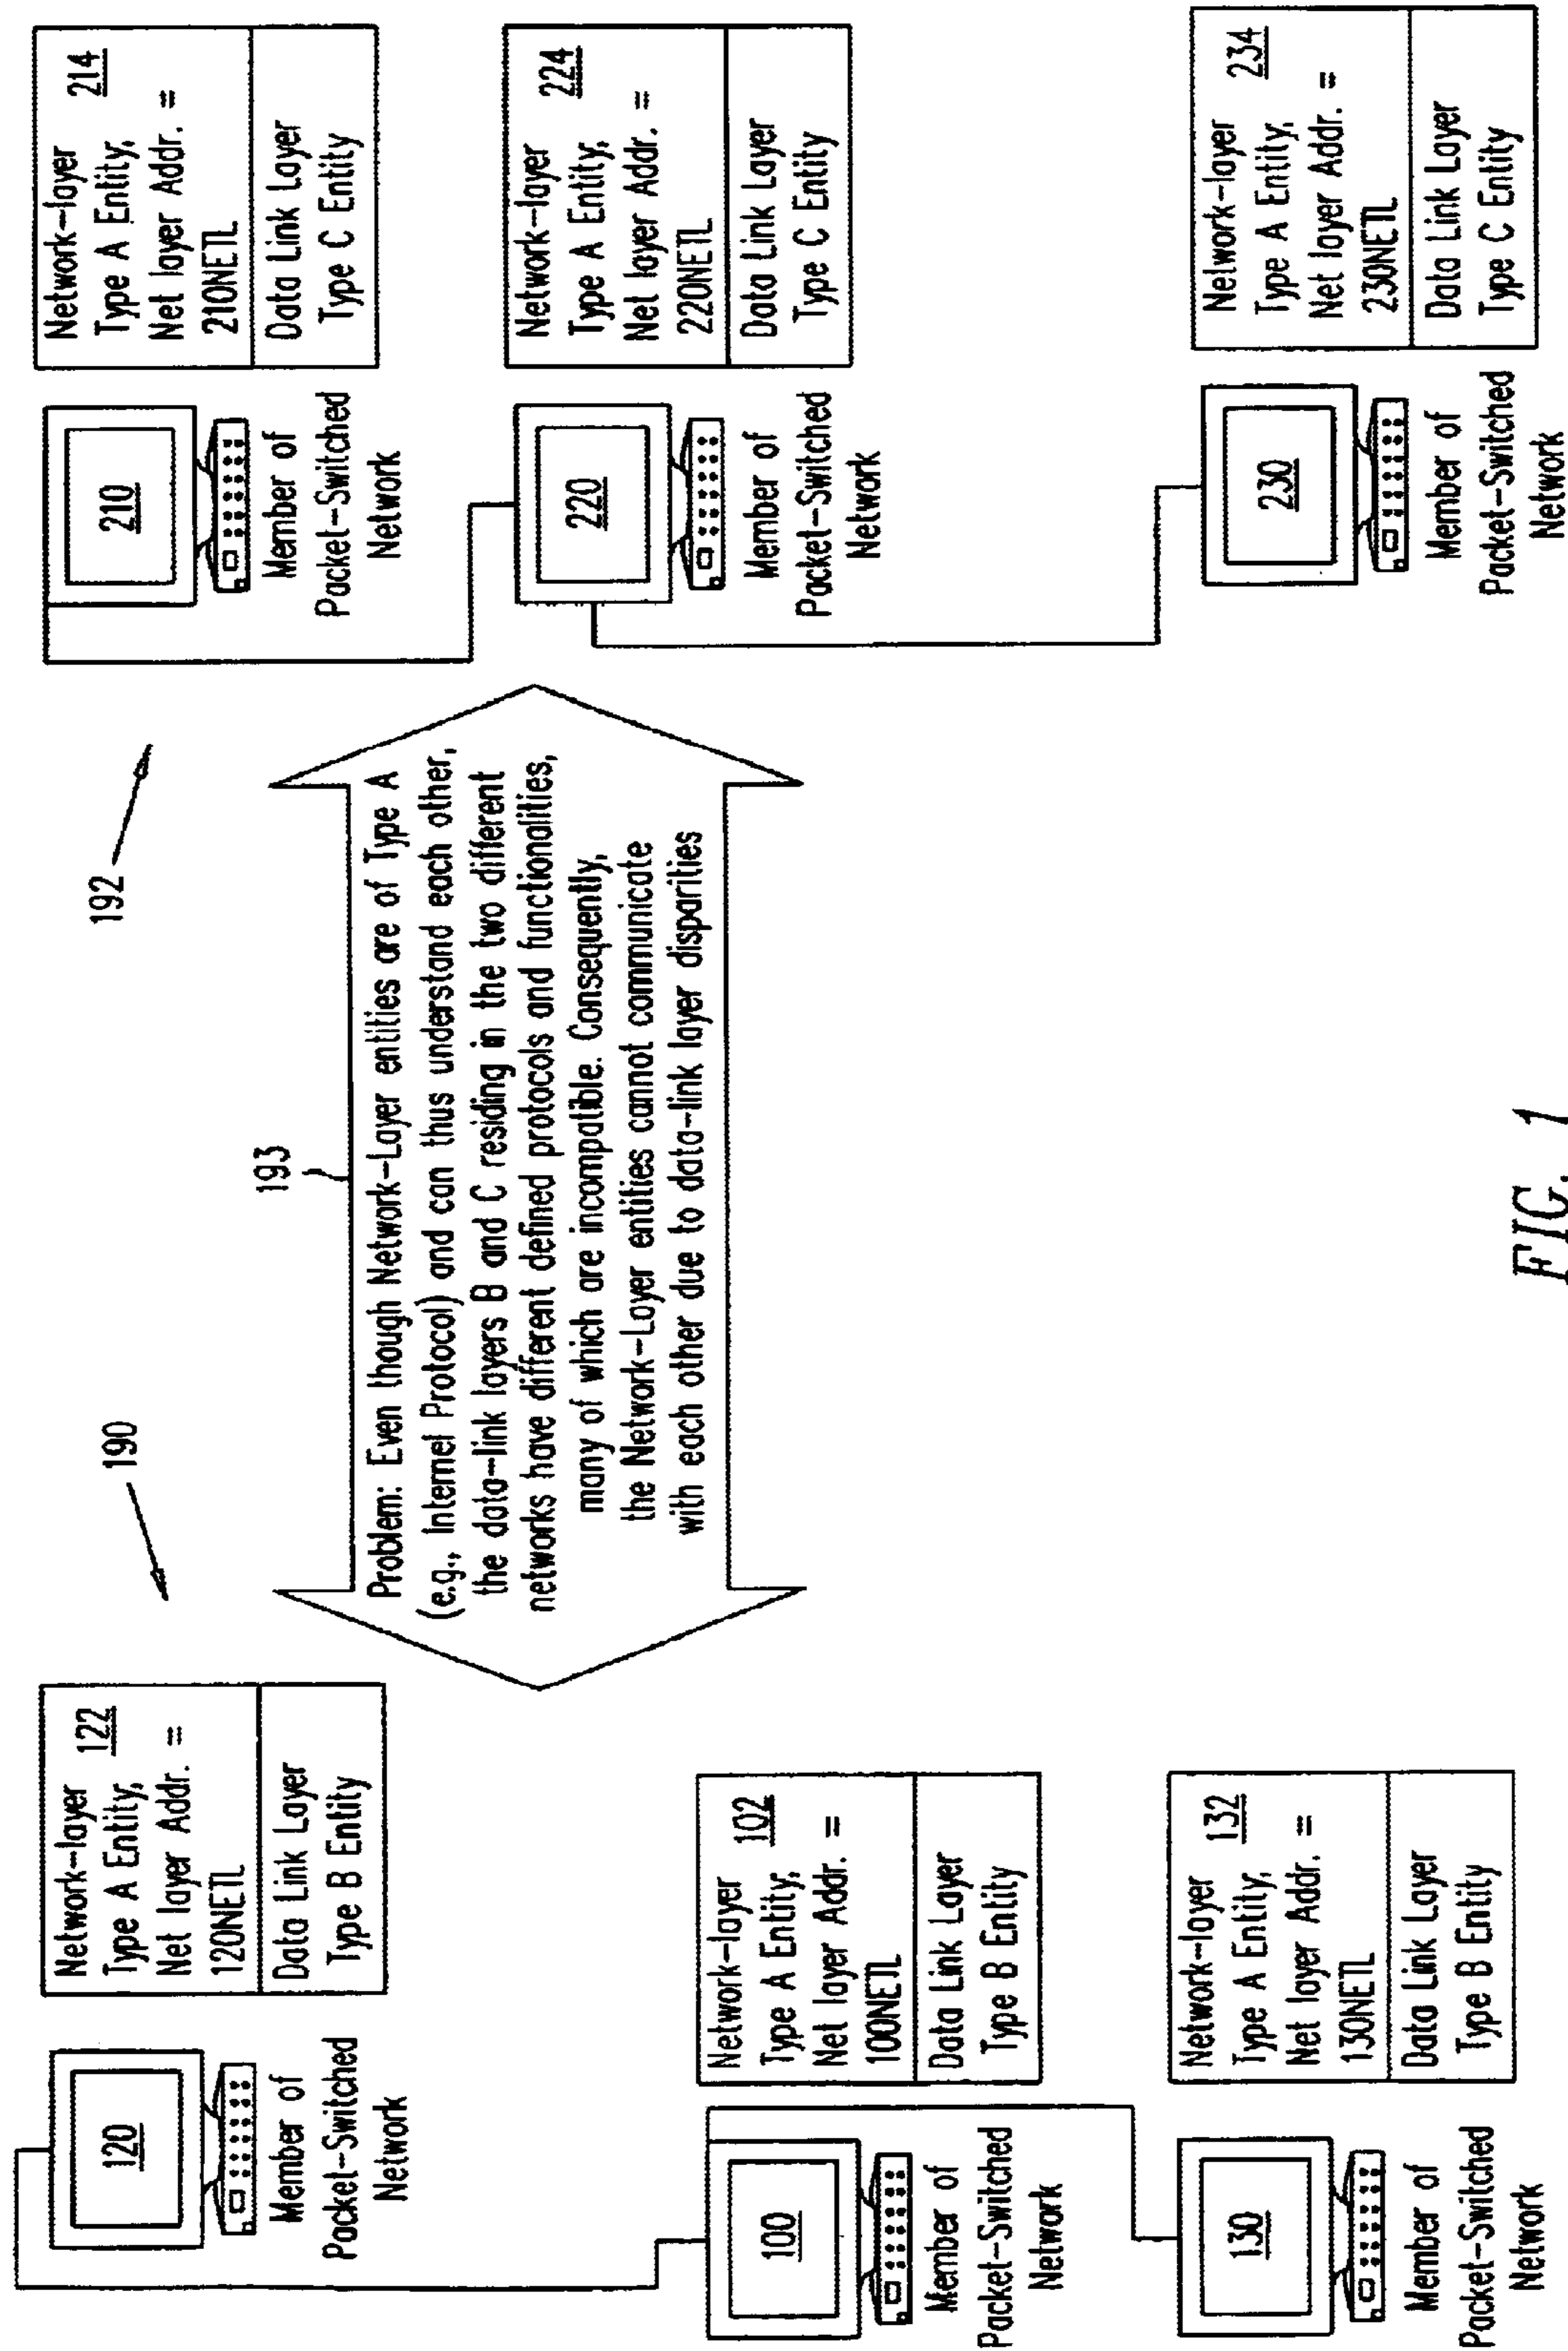 190
192
193
120
Member of
Packet-Switched
Network
Network-layer
Type A Entity, 122
Net layer Addr. =
120NETL
Data Link Layer
Type B Entity
100
Member of
Packet-Switched
Network
Network-layer
Type A Entity, 102
Net layer Addr. =
100NETL
Data Link Layer
Type B Entity
130
Member of
Packet-Switched
Network
Network-layer
Type A Entity, 132
Net layer Addr. =
130NETL
Data Link Layer
Type B Entity
Problem: Even though Network-Layer entities are of Type A
(e.g., Internet Protocol) and can thus understand each other,
the data-link layers B and C residing in the two different
networks have different defined protocols and functionalities,
many of which are incompatible. Consequently,
the Network-Layer entities cannot communicate
with each other due to data-link layer disparities
210
Member of
Packet-Switched
Network
Network-layer
Type A Entity, 214
Net layer Addr. =
210NETL
Data Link Layer
Type C Entity
220
Member of
Packet-Switched
Network
Network-layer
Type A Entity, 224
Net layer Addr. =
220NETL
Data Link Layer
Type C Entity
230
Member of
Packet-Switched
Network
Network-layer
Type A Entity, 234
Net layer Addr. =
230NETL
Data Link Layer
Type C Entity
FIG. 1